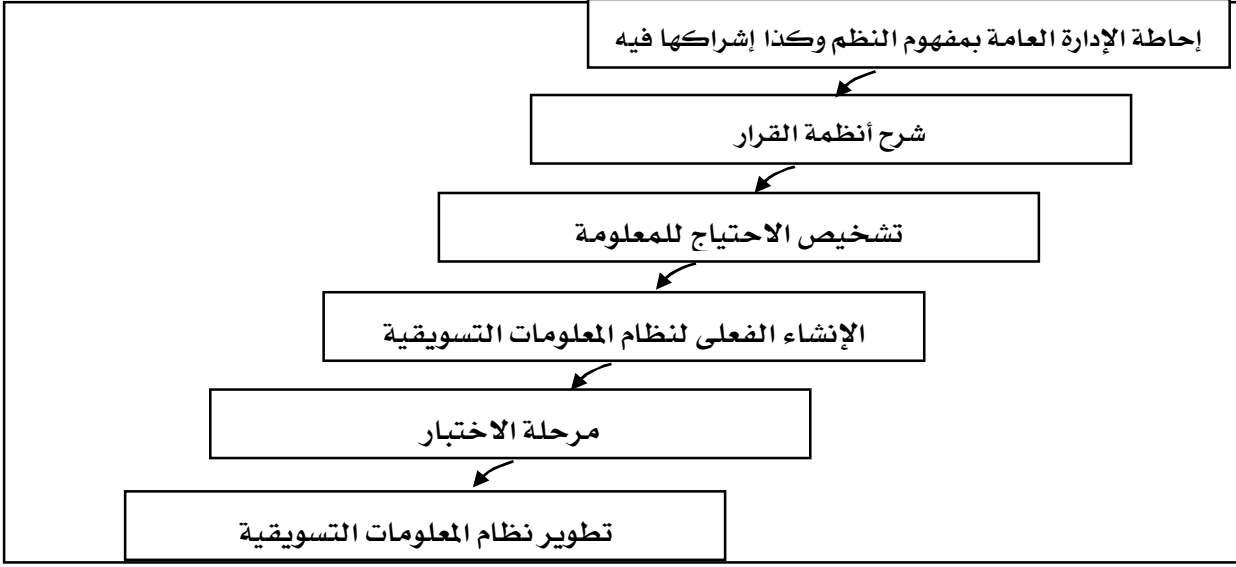 إحاطة الإدارة العامة بمفهوم النظم وكذا إشراكها فيه
شرح أنظمة القرار
تشخيص الاحتياج للمعلومة
الإنشاء الفعلى لنظام المعلومات التسويقية
مرحلة الاختبار
تطوير نظام المعلومات التسويقية